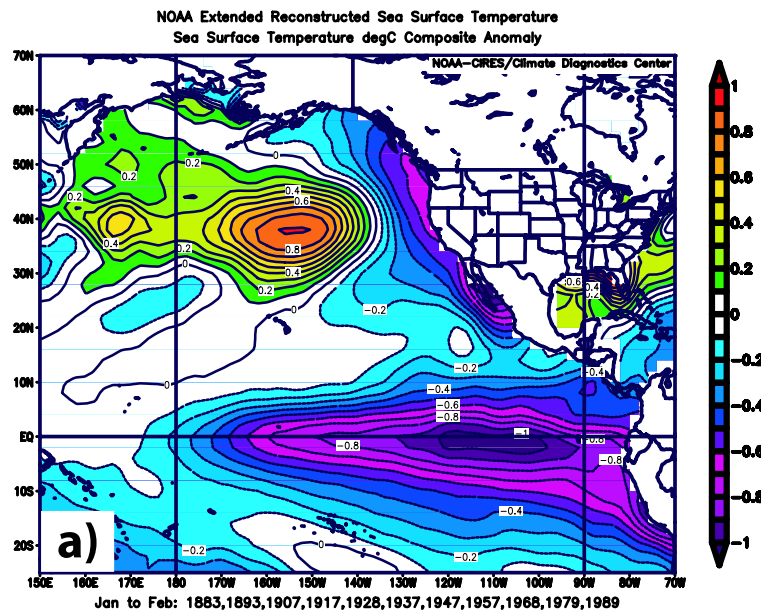 NOAA Extended Reconstructed Sea Surface Temperature
Sea Surface Temperature degC Composite Anomaly
NOAA-CIRES/Climate Diagnostics Center
70N
60N
50N
40N
30N
20N
10N
EQ
10S
20S
0
0.2
0.2
0.4
0.6
0.4
0.2
0.8
0.4
0
0.2
0.2
0
0
-0.2
-0.2
0.6
0.4
0.2
-0.4
-0.4
-0.6
-0.8
-1
-0.8
-0.8
-0.8
-0.4
-0.2
-0.2
0
a)
150E 160E 170E 180 170W 160W 150W 140W 130W 120W 110W 100W 90W 80W 70W
1
0.8
0.6
0.4
0.2
0
-0.2
-0.4
-0.6
-0.8
-1
Jan to Feb: 1883,1893,1907,1917,1928,1937,1947,1957,1968,1979,1989